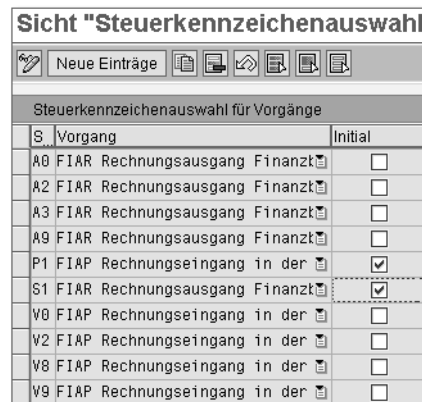 Sicht "Steuerkennzeichenauswahl
Neue Einträge
Steuerkennzeichenauswahl für Vorgänge
S.. Vorgang Initial
A0 FIAR Rechnungsausgang Finanzb
A2 FIAR Rechnungsausgang Finanzb
A3 FIAR Rechnungsausgang Finanzb
A9 FIAR Rechnungsausgang Finanzb
P1 FIAP Rechnungseingang in der
S1 FIAR Rechnungsausgang Finanzb
V0 FIAP Rechnungseingang in der
V2 FIAP Rechnungseingang in der
V8 FIAP Rechnungseingang in der
V9 FIAP Rechnungseingang in der